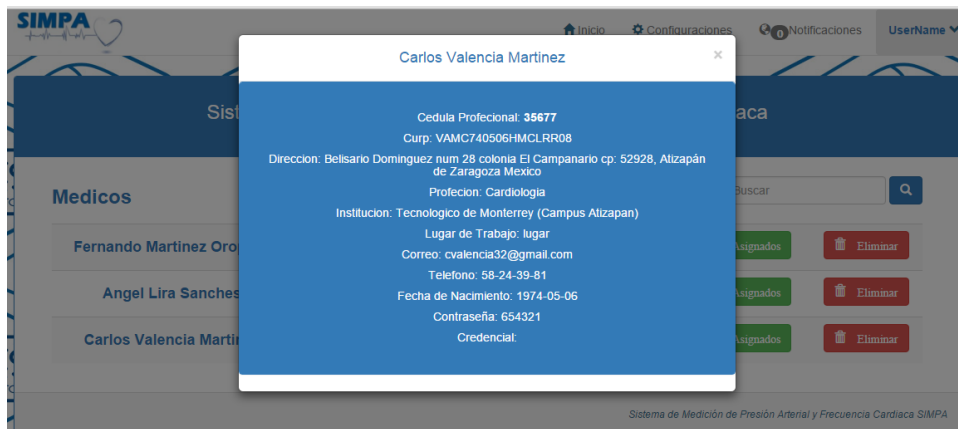 SIMPA
Inicio Configuraciones 0 Notificaciones UserName
Carlos Valencia Martinez ×
Sist aca
Cedula Profecional: 35677
Curp: VAMC740506HMCLRR08
Direccion: Belisario Dominguez num 28 colonia El Campanario cp: 52928, Atizapán
de Zaragoza Mexico
Profecion: Cardiologia
Institucion: Tecnologico de Monterrey (Campus Atizapan)
Lugar de Trabajo: lugar
Correo: cvalencia32@gmail.com
Telefono: 58-24-39-81
Fecha de Nacimiento: 1974-05-06
Contraseña: 654321
Credencial:
Medicos Buscar
Fernando Martinez Oro Asignados Eliminar
Angel Lira Sanches Asignados Eliminar
Carlos Valencia Marti Asignados Eliminar
Sistema de Medición de Presión Arterial y Frecuencia Cardiaca SIMPA